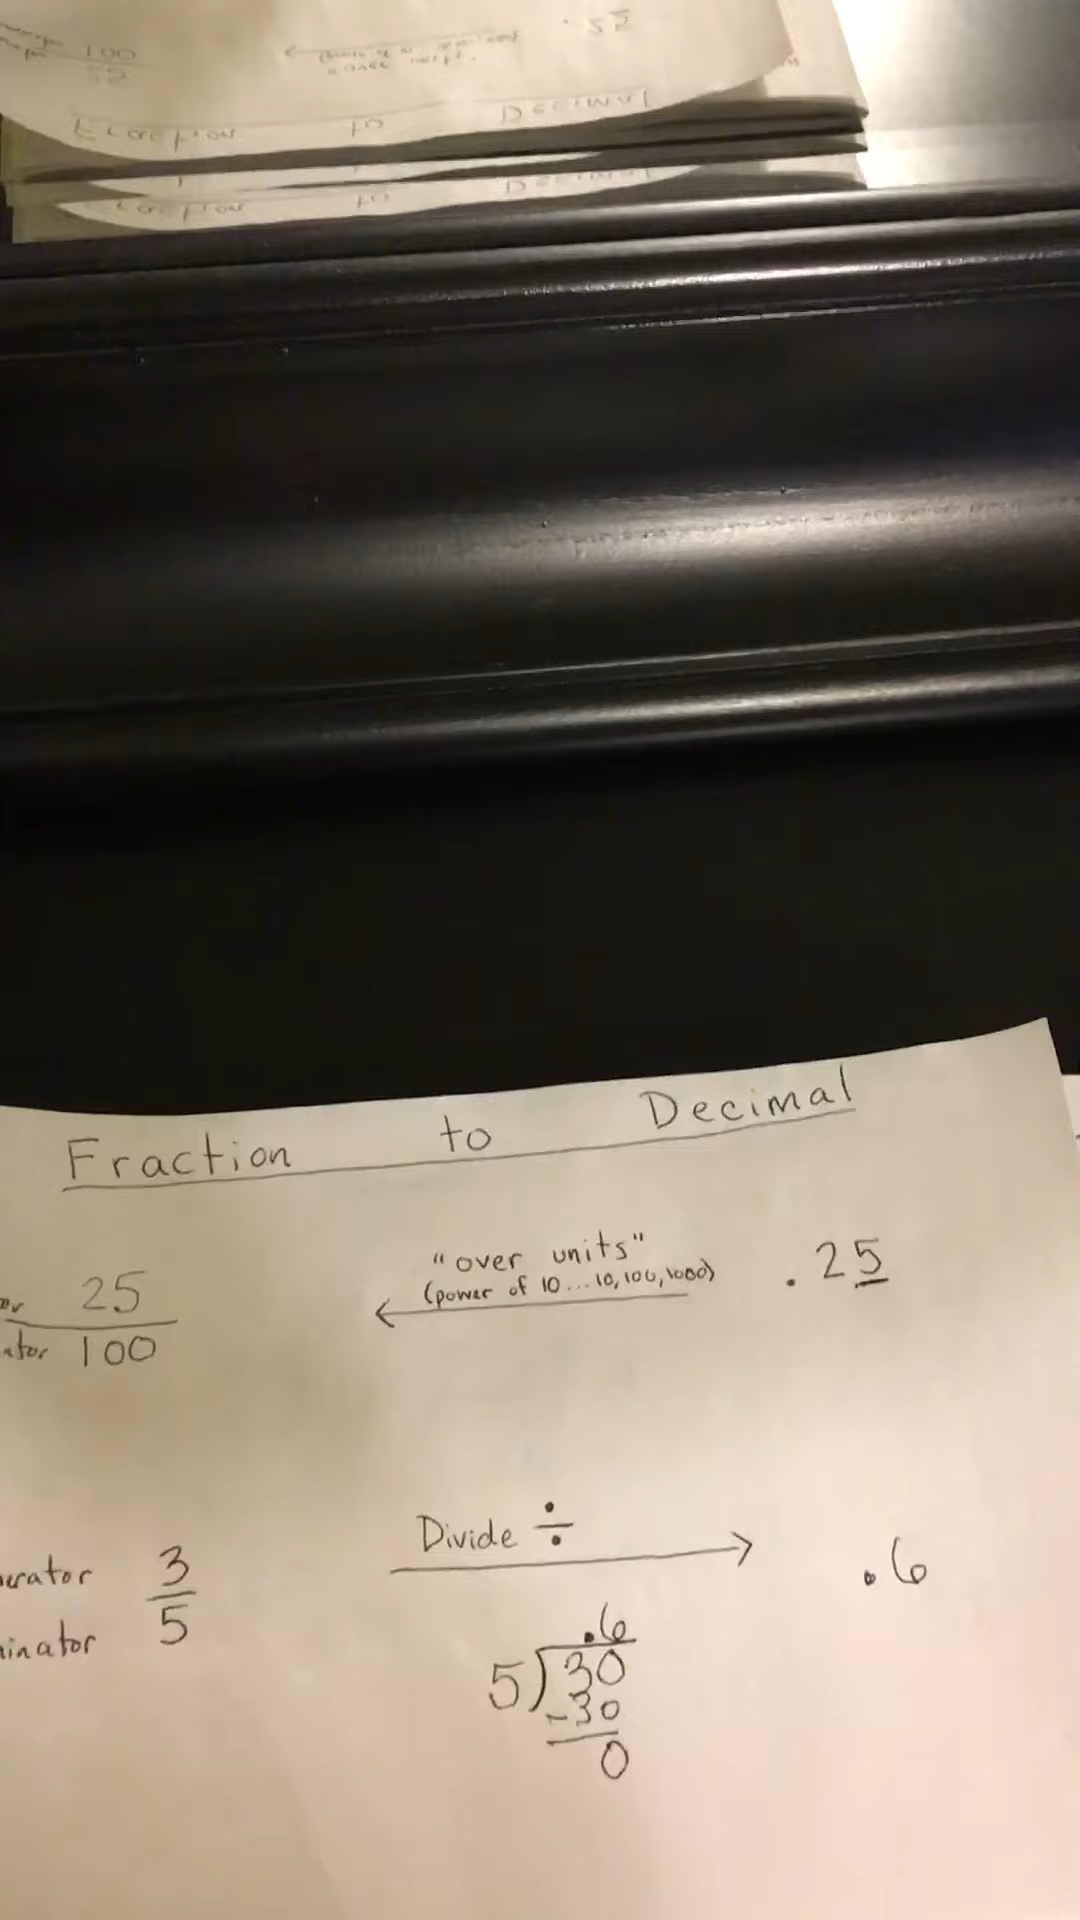 Fraction to Decimal
"over units"
(power of 10...10,100,1000)
.25
25
100
Divide ÷
3
5
.6
.6
5)30
-30
0